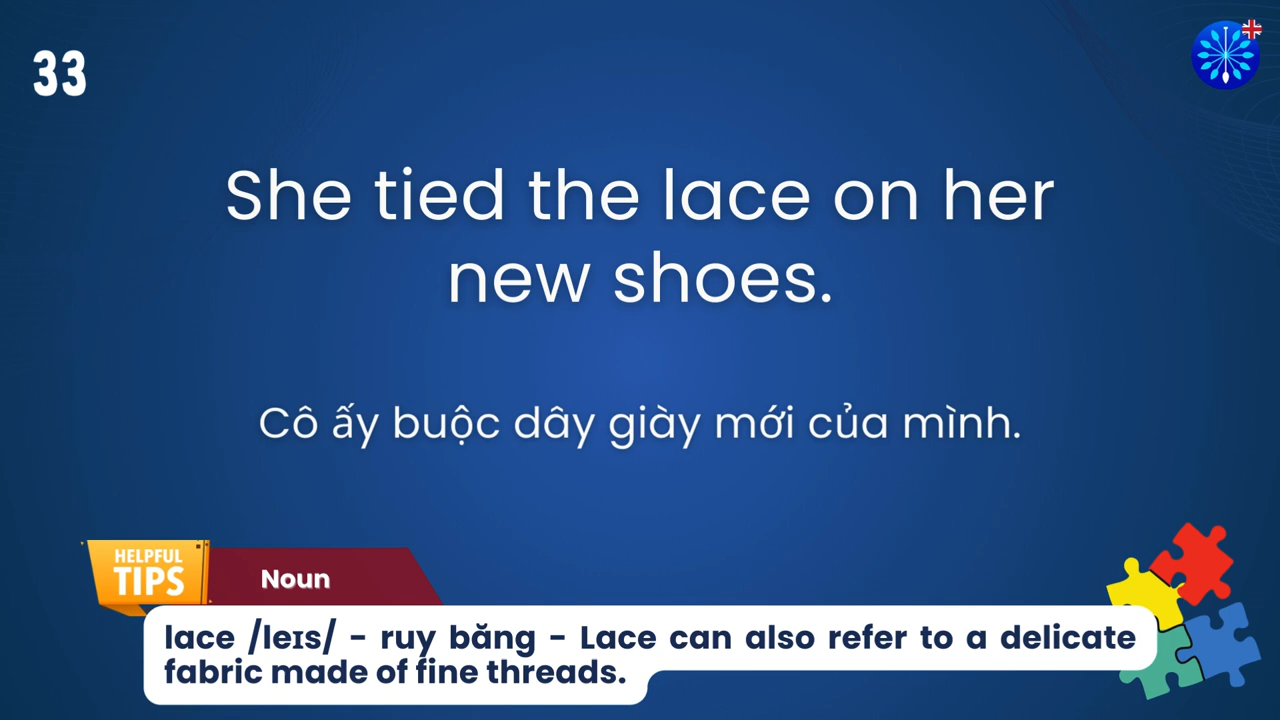 33
She tied the lace on her
new shoes.
Cô ấy buộc dây giày mới của mình.
HELPFUL
TIPS
Noun
lace /leɪs/ - ruy băng - Lace can also refer to a delicate
fabric made of fine threads.